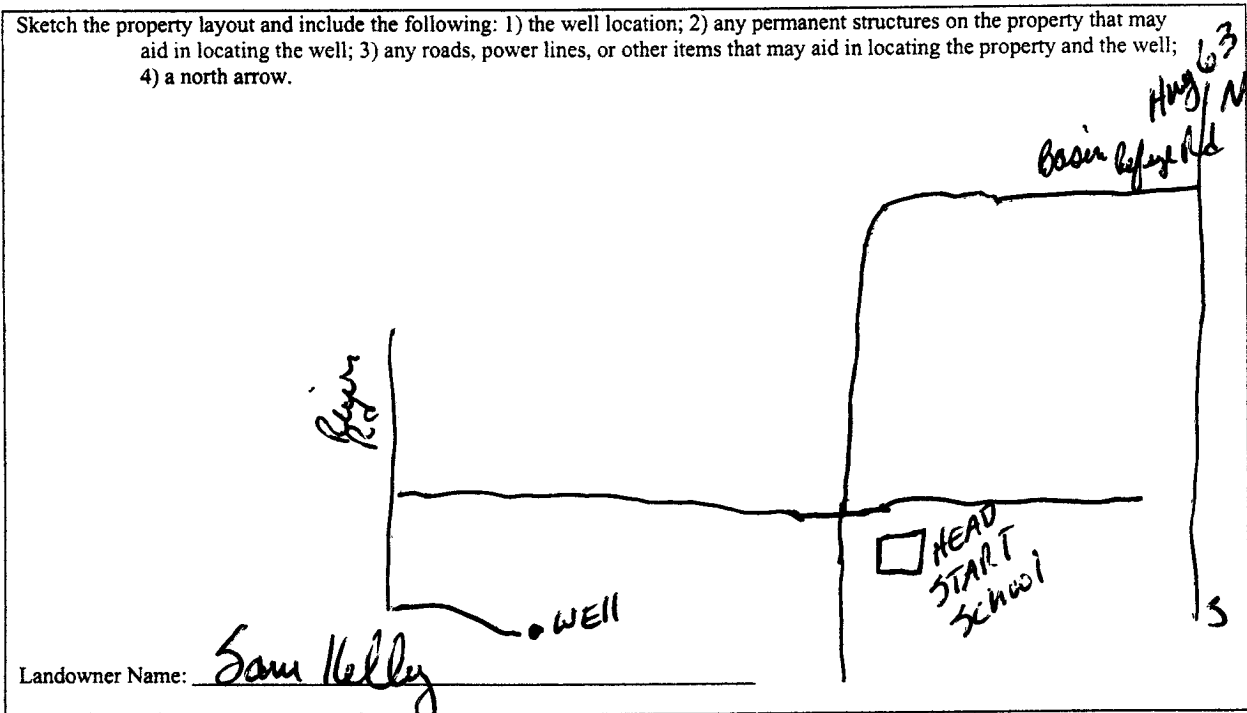 Sketch the property layout and include the following: 1) the well location; 2) any permanent structures on the property that may
aid in locating the well; 3) any roads, power lines, or other items that may aid in locating the property and the well;
4) a north arrow.
63
N
Basin Refuge Rd
Rd
HEAD
START
School
WELL
S
Landowner Name: Sam Kelly